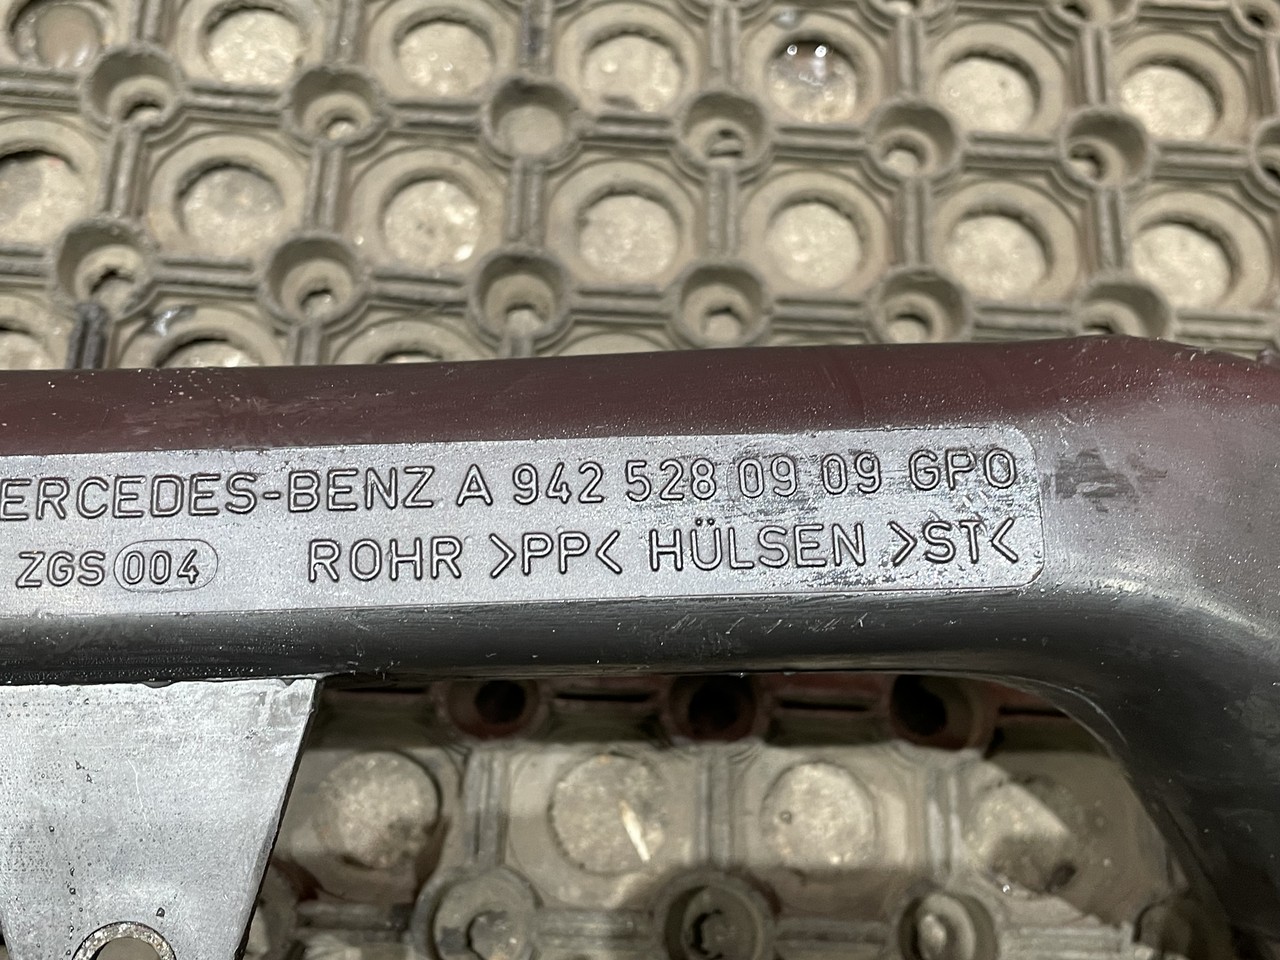 ERCEDES-BENZ A 942 528 09 09 GPO
ZGS 004 ROHR >PP< HÜLSEN >ST<